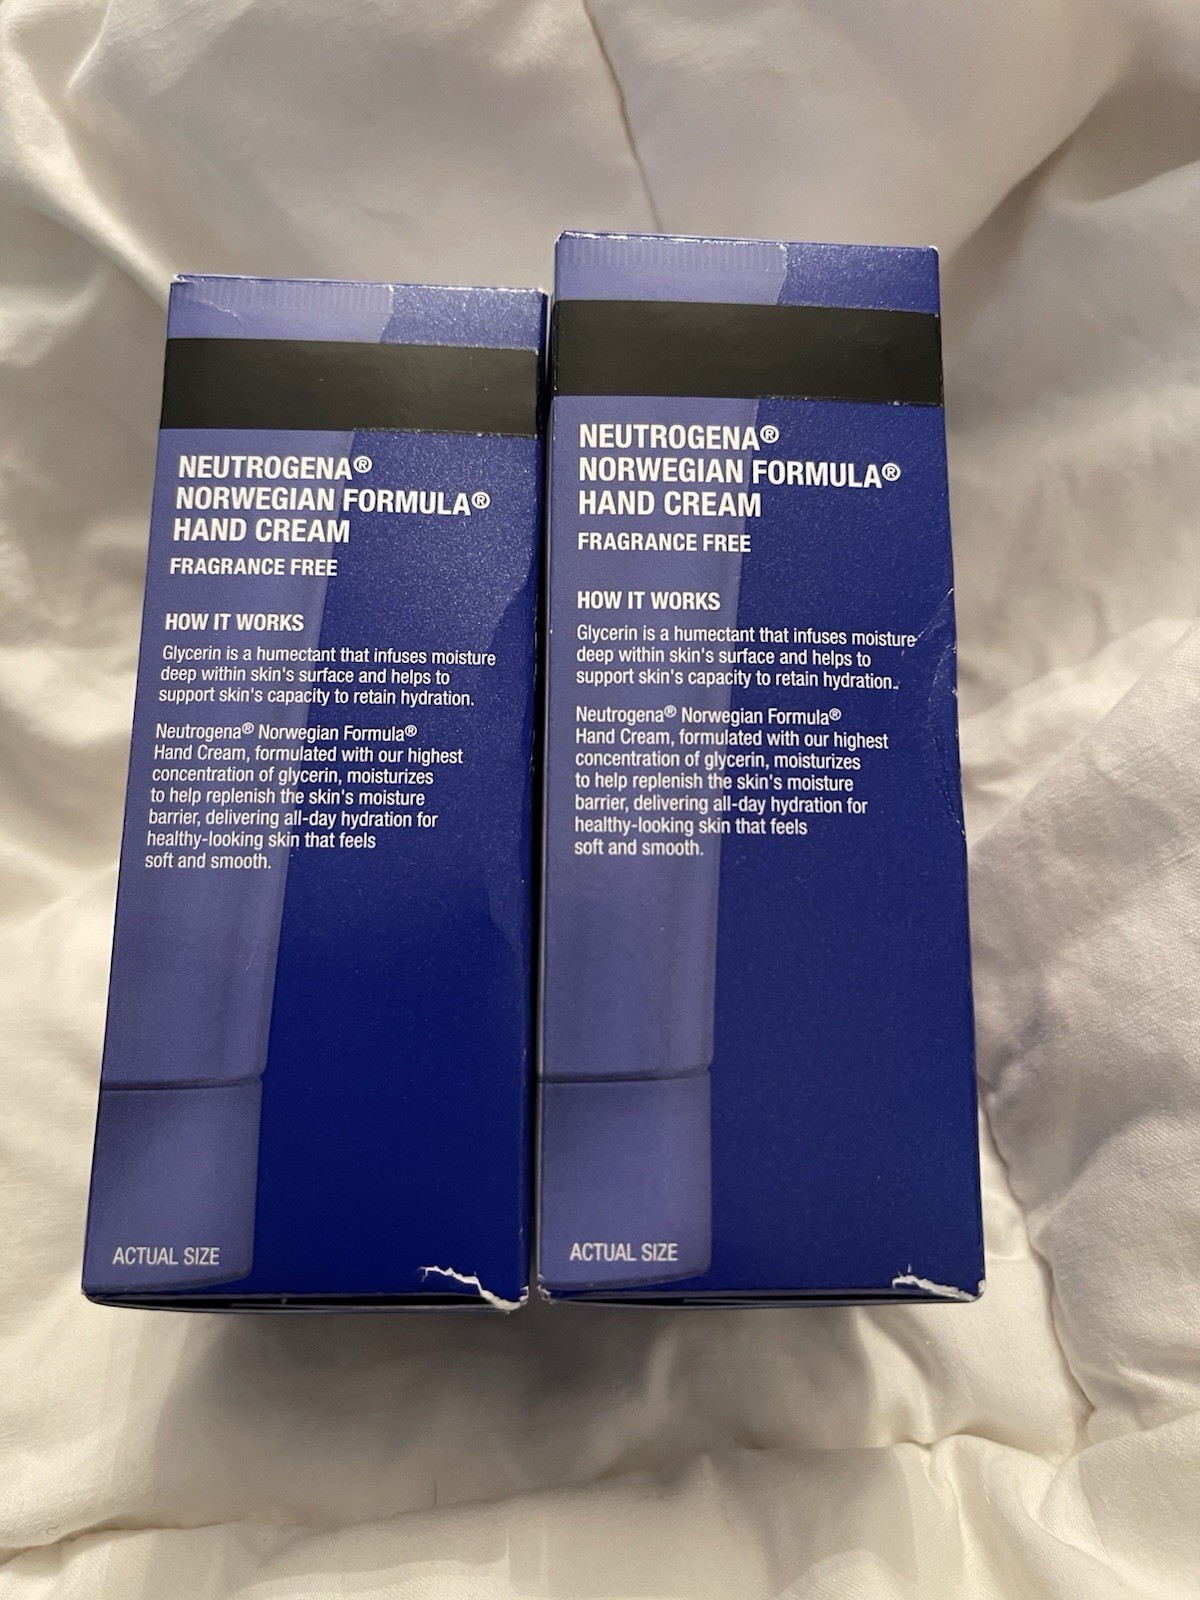 NEUTROGENA®
NORWEGIAN FORMULA®
HAND CREAM
FRAGRANCE FREE
HOW IT WORKS
Glycerin is a humectant that infuses moisture
deep within skin's surface and helps to
support skin's capacity to retain hydration.
Neutrogena® Norwegian Formula®
Hand Cream, formulated with our highest
concentration of glycerin, moisturizes
to help replenish the skin's moisture
barrier, delivering all-day hydration for
healthy-looking skin that feels
soft and smooth.
ACTUAL SIZE
NEUTROGENA®
NORWEGIAN FORMULA®
HAND CREAM
FRAGRANCE FREE
HOW IT WORKS
Glycerin is a humectant that infuses moisture
deep within skin's surface and helps to
support skin's capacity to retain hydration.
Neutrogena® Norwegian Formula®
Hand Cream, formulated with our highest
concentration of glycerin, moisturizes
to help replenish the skin's moisture
barrier, delivering all-day hydration for
healthy-looking skin that feels
soft and smooth.
ACTUAL SIZE